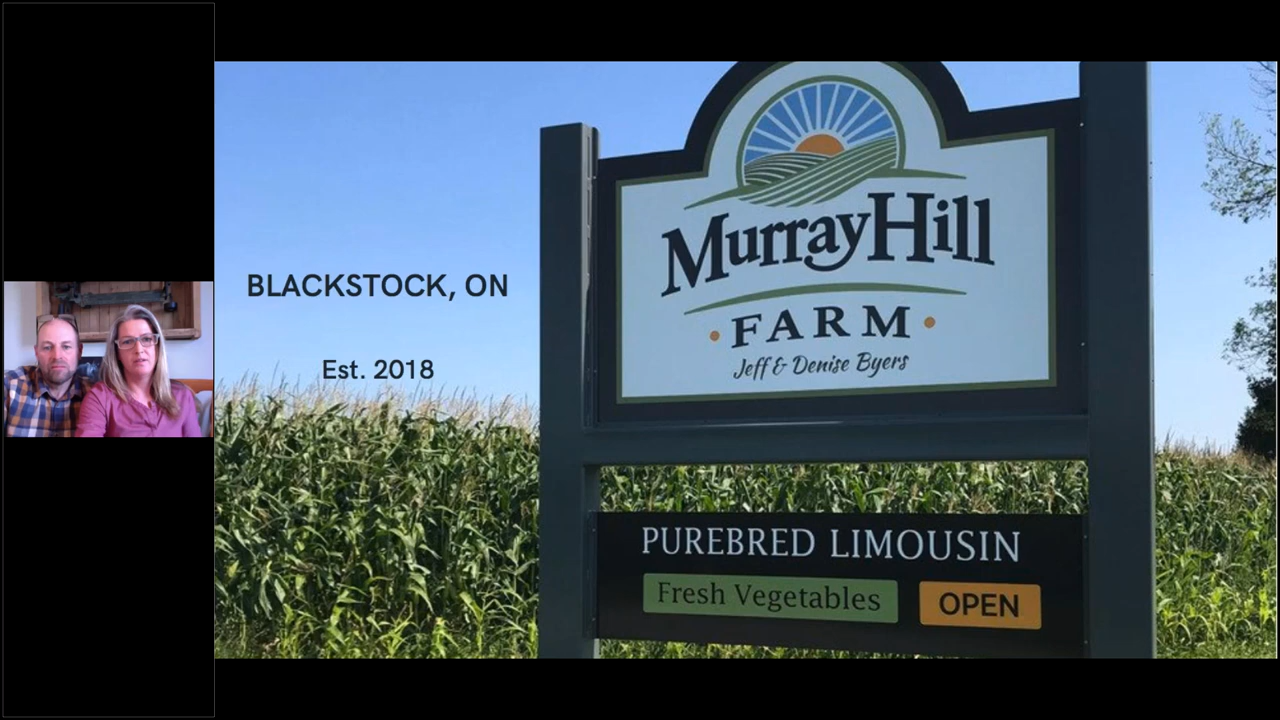 BLACKSTOCK, ON
Est. 2018
MurrayHill
• FARM •
Jeff & Denise Byers
PUREBRED LIMOUSIN
Fresh Vegetables
OPEN